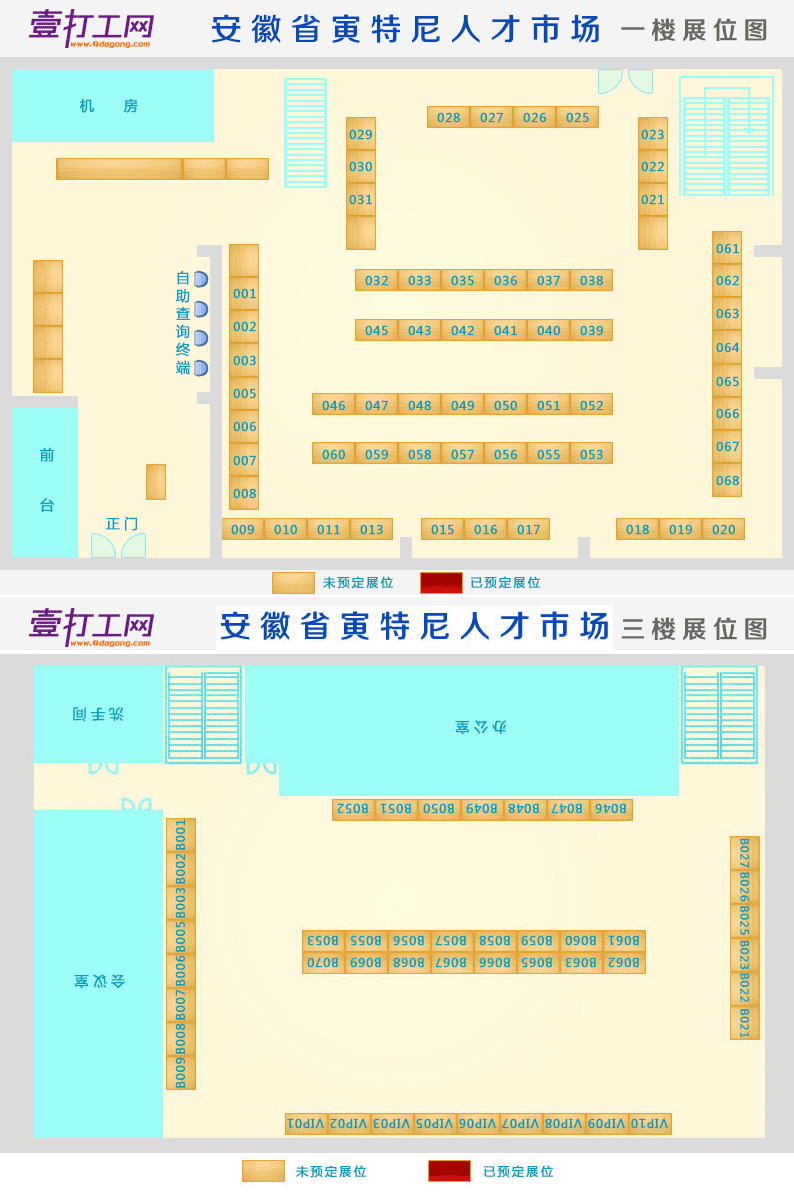 壹打工网
www.1dagong.com
安徽省寅特尼人才市场 一楼展位图
机 房
028 027 026 025
029
030
031
023
022
021
自助查询终端
001
002
003
005
006
007
008
032 033 035 036 037 038
045 043 042 041 040 039
046 047 048 049 050 051 052
060 059 058 057 056 055 053
061
062
063
064
065
066
067
068
前台
正门
009 010 011 013
015 016 017
018 019 020
未预定展位 已预定展位
壹打工网
www.1dagong.com
安徽省寅特尼人才市场 三楼展位图
洗手间
办公室
B052 B051 B050 B049 B048 B047 B046
B001
B002
B003
B005
B006
B007
B008
B009
会议室
B053 B055 B056 B057 B058 B059 B060 B061
B070 B069 B068 B067 B066 B065 B063 B062
B027
B026
B025
B023
B022
B021
VIP01 VIP02 VIP03 VIP05 VIP06 VIP07 VIP08 VIP09 VIP10
未预定展位 已预定展位